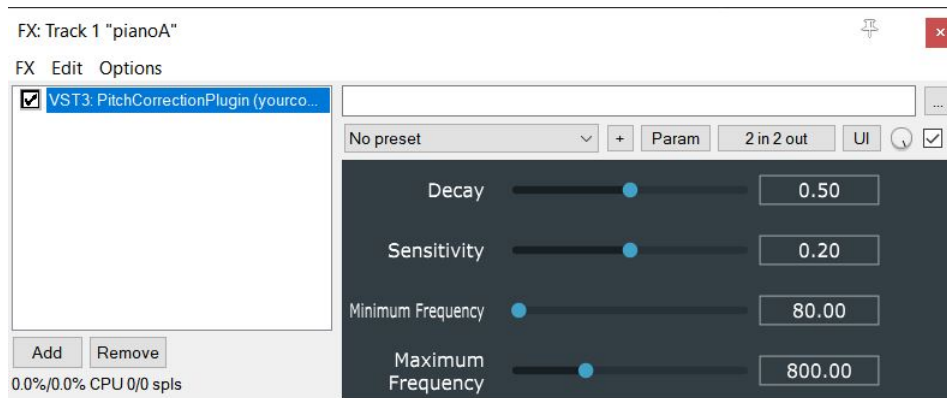 FX: Track 1 "pianoA"
FX Edit Options
VST3: PitchCorrectionPlugin (yourco...
...
No preset + Param 2 in 2 out UI
Decay 0.50
Sensitivity 0.20
Minimum Frequency 80.00
Maximum
Frequency 800.00
Add Remove
0.0%/0.0% CPU 0/0 spls